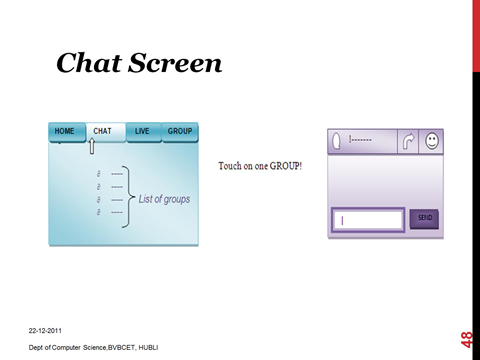 Chat Screen
HOME CHAT LIVE GROUP
List of groups
Touch on one GROUP!
SEND
22-12-2011
Dept of Computer Science,BVBCET, HUBLI
48